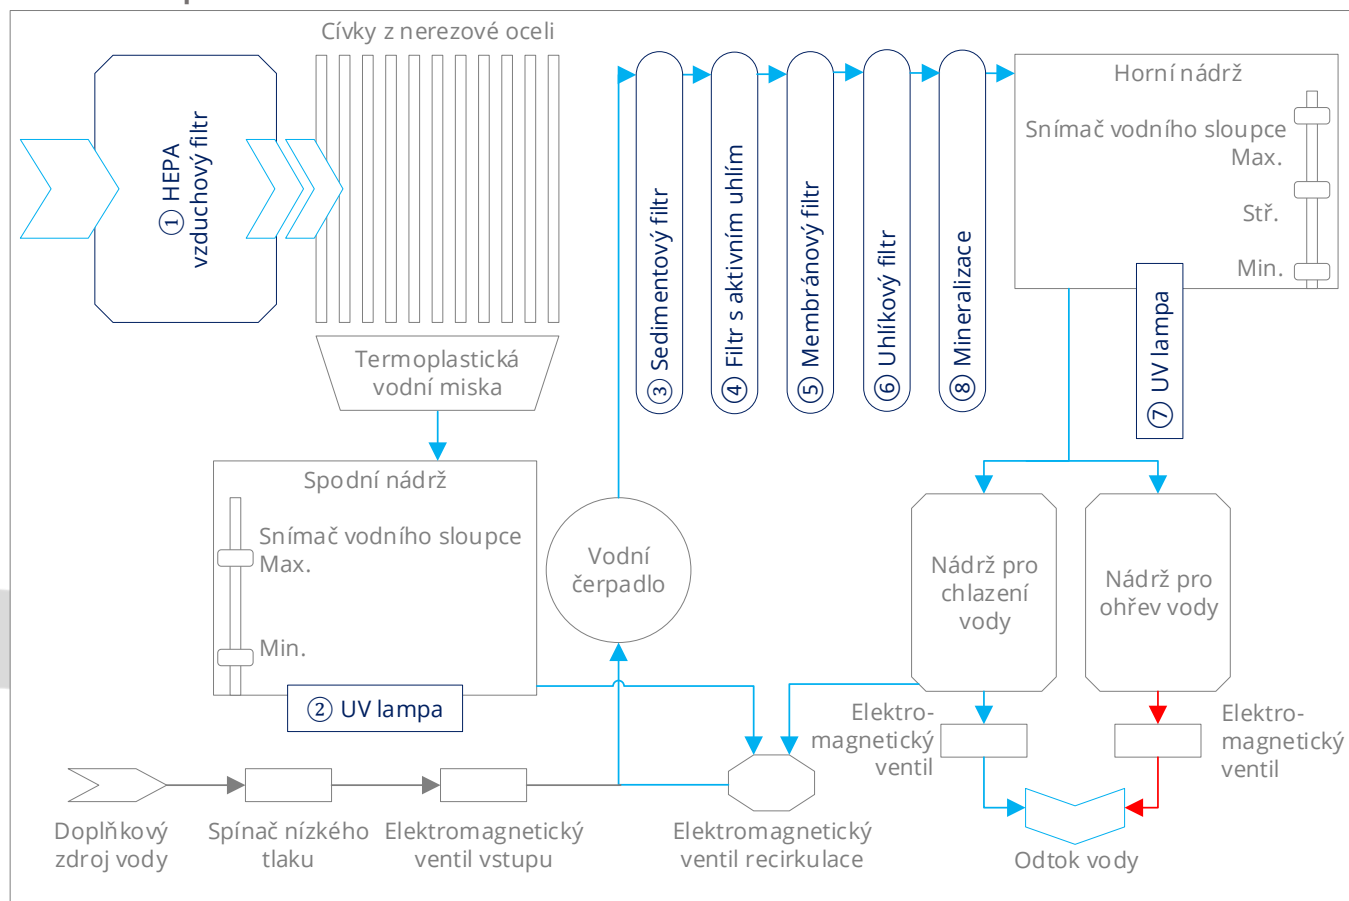 Cívky z nerezové oceli
① HEPA
vzduchový filtr
③ Sedimentový filtr
④ Filtr s aktivním uhlím
⑤ Membránový filtr
⑥ Uhlíkový filtr
⑧ Mineralizace
Horní nádrž
Snímač vodního sloupce
Max.
Stř.
Min.
⑦ UV lampa
Termoplastická
vodní miska
Spodní nádrž
Snímač vodního sloupce
Max.
Min.
② UV lampa
Vodní
čerpadlo
Nádrž pro
chlazení
vody
Nádrž pro
ohřev vody
Elektro-
magnetický
ventil
Elektro-
magnetický
ventil
Doplňkový
zdroj vody
Spínač nízkého
tlaku
Elektromagnetický
ventil vstupu
Elektromagnetický
ventil recirkulace
Odtok vody